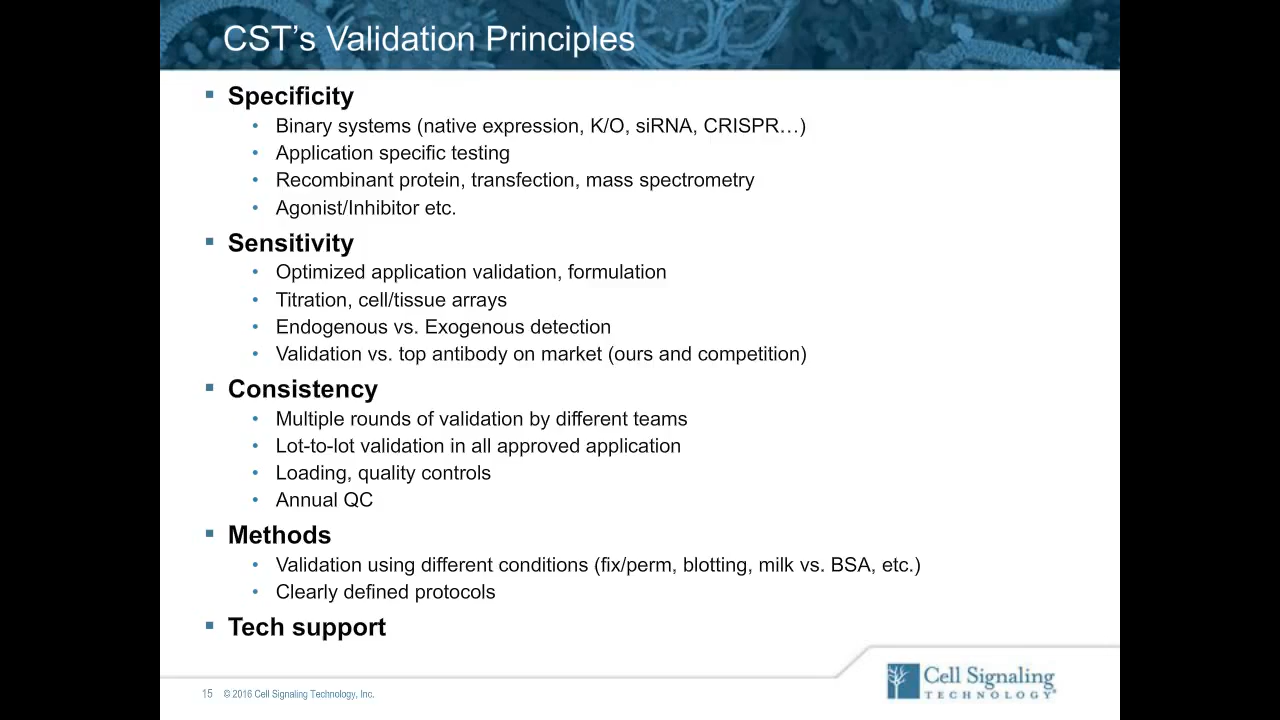 CST's Validation Principles
▪ Specificity
• Binary systems (native expression, K/O, siRNA, CRISPR…)
• Application specific testing
• Recombinant protein, transfection, mass spectrometry
• Agonist/Inhibitor etc.
▪ Sensitivity
• Optimized application validation, formulation
• Titration, cell/tissue arrays
• Endogenous vs. Exogenous detection
• Validation vs. top antibody on market (ours and competition)
▪ Consistency
• Multiple rounds of validation by different teams
• Lot-to-lot validation in all approved application
• Loading, quality controls
• Annual QC
▪ Methods
• Validation using different conditions (fix/perm, blotting, milk vs. BSA, etc.)
• Clearly defined protocols
▪ Tech support
15 © 2016 Cell Signaling Technology, Inc.
Cell Signaling
TECHNOLOGY®